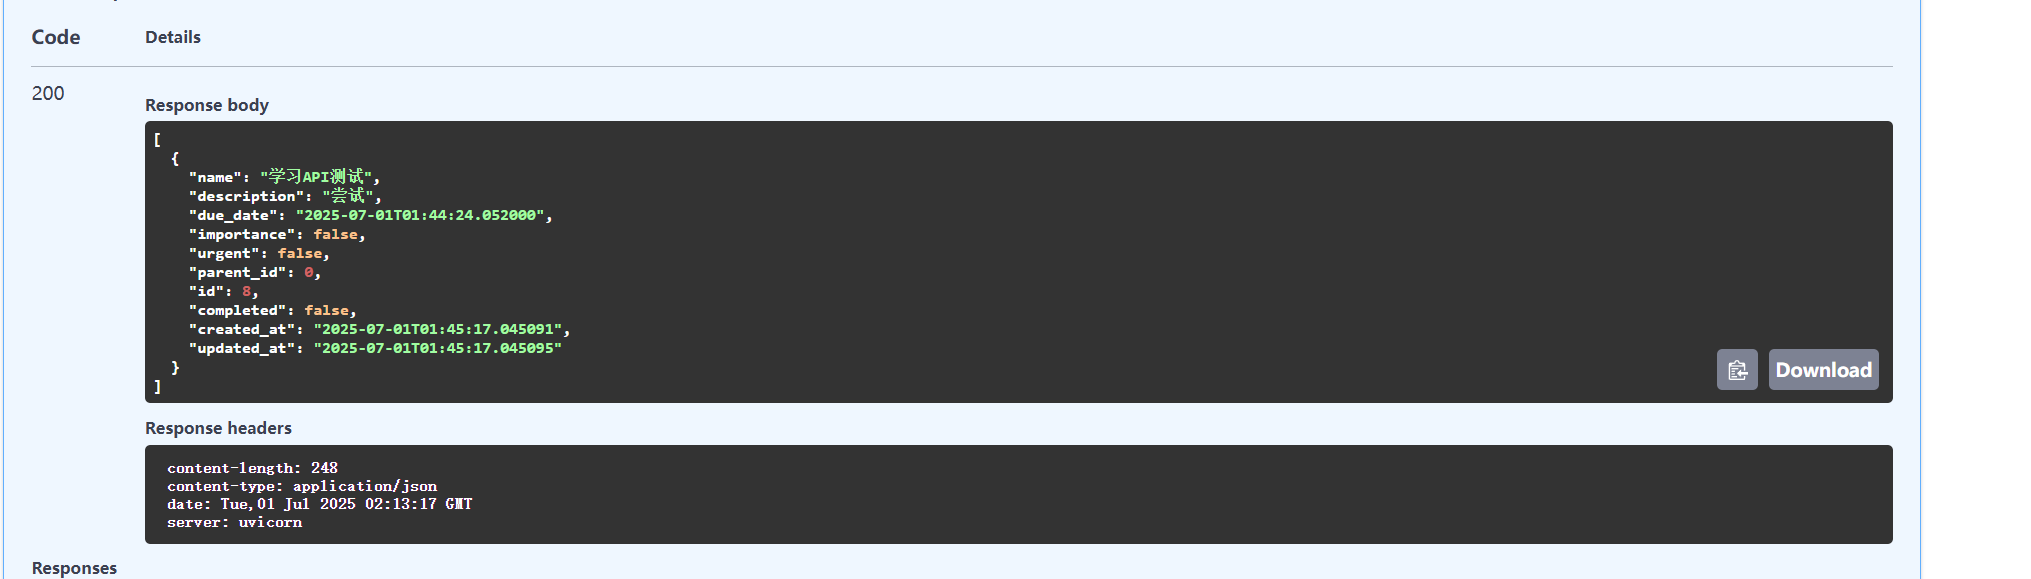 Code Details
200
Response body
[
{
"name": "学习API测试",
"description": "尝试",
"due_date": "2025-07-01T01:44:24.052000",
"importance": false,
"urgent": false,
"parent_id": 0,
"id": 8,
"completed": false,
"created_at": "2025-07-01T01:45:17.045091",
"updated_at": "2025-07-01T01:45:17.045095"
}
]
Download
Response headers
content-length: 248
content-type: application/json
date: Tue,01 Jul 2025 02:13:17 GMT
server: uvicorn
Responses